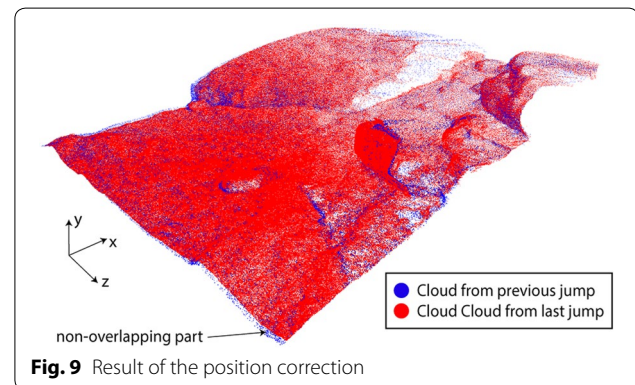 y
x
z
Cloud from previous jump
Cloud Cloud from last jump
non-overlapping part
Fig. 9 Result of the position correction